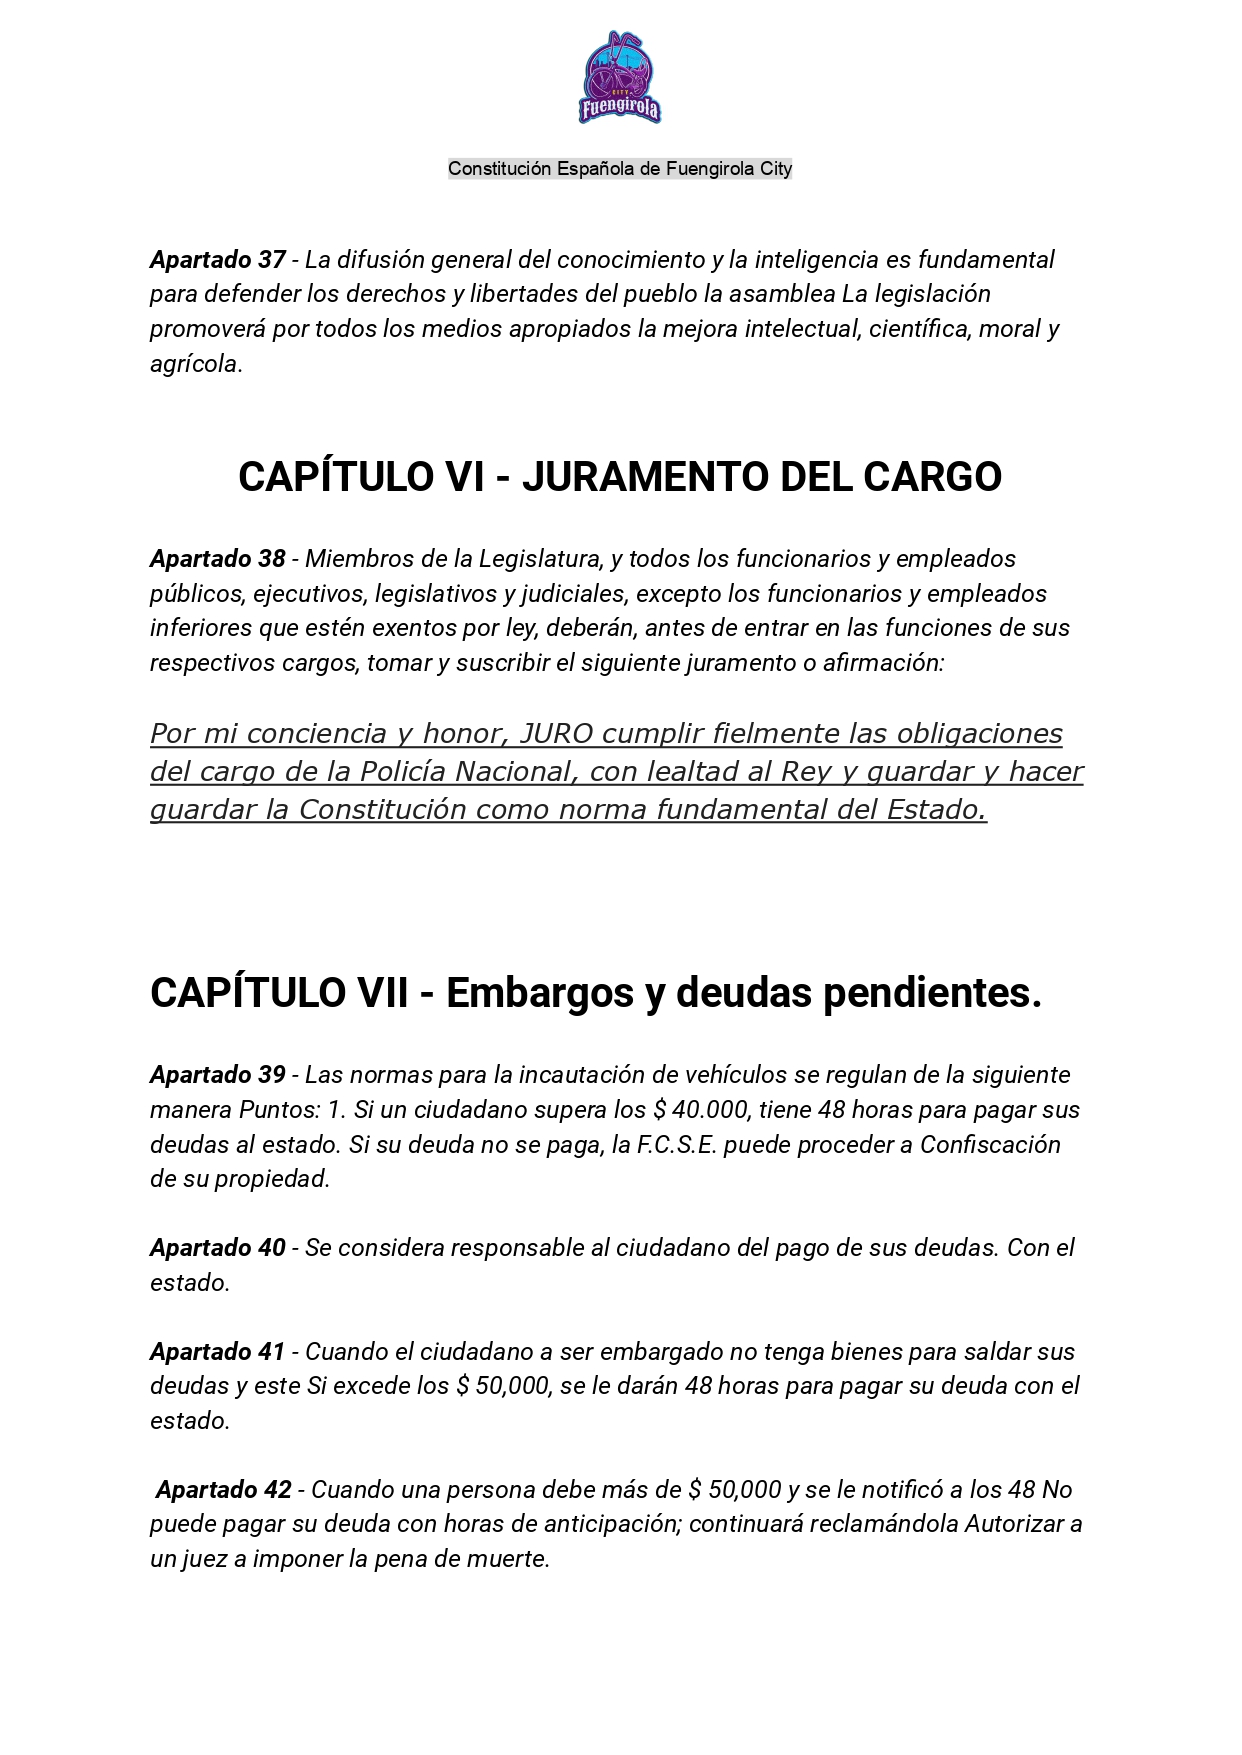 CITY
Fuengirola
Constitución Española de Fuengirola City
Apartado 37 - La difusión general del conocimiento y la inteligencia es fundamental
para defender los derechos y libertades del pueblo la asamblea La legislación
promoverá por todos los medios apropiados la mejora intelectual, científica, moral y
agrícola.
CAPÍTULO VI - JURAMENTO DEL CARGO
Apartado 38 - Miembros de la Legislatura, y todos los funcionarios y empleados
públicos, ejecutivos, legislativos y judiciales, excepto los funcionarios y empleados
inferiores que estén exentos por ley, deberán, antes de entrar en las funciones de sus
respectivos cargos, tomar y suscribir el siguiente juramento o afirmación:
Por mi conciencia y honor, JURO cumplir fielmente las obligaciones
del cargo de la Policía Nacional, con lealtad al Rey y guardar y hacer
guardar la Constitución como norma fundamental del Estado.
CAPÍTULO VII - Embargos y deudas pendientes.
Apartado 39 - Las normas para la incautación de vehículos se regulan de la siguiente
manera Puntos: 1. Si un ciudadano supera los $ 40.000, tiene 48 horas para pagar sus
deudas al estado. Si su deuda no se paga, la F.C.S.E. puede proceder a Confiscación
de su propiedad.
Apartado 40 - Se considera responsable al ciudadano del pago de sus deudas. Con el
estado.
Apartado 41 - Cuando el ciudadano a ser embargado no tenga bienes para saldar sus
deudas y este Si excede los $ 50,000, se le darán 48 horas para pagar su deuda con el
estado.
Apartado 42 - Cuando una persona debe más de $ 50,000 y se le notificó a los 48 No
puede pagar su deuda con horas de anticipación; continuará reclamándola Autorizar a
un juez a imponer la pena de muerte.